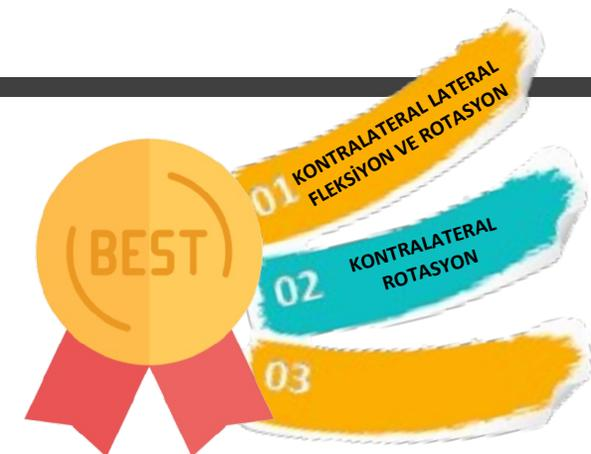 BEST
01
KONTRALATERAL LATERAL
FLEKSİYON VE ROTASYON
02
KONTRALATERAL
ROTASYON
03